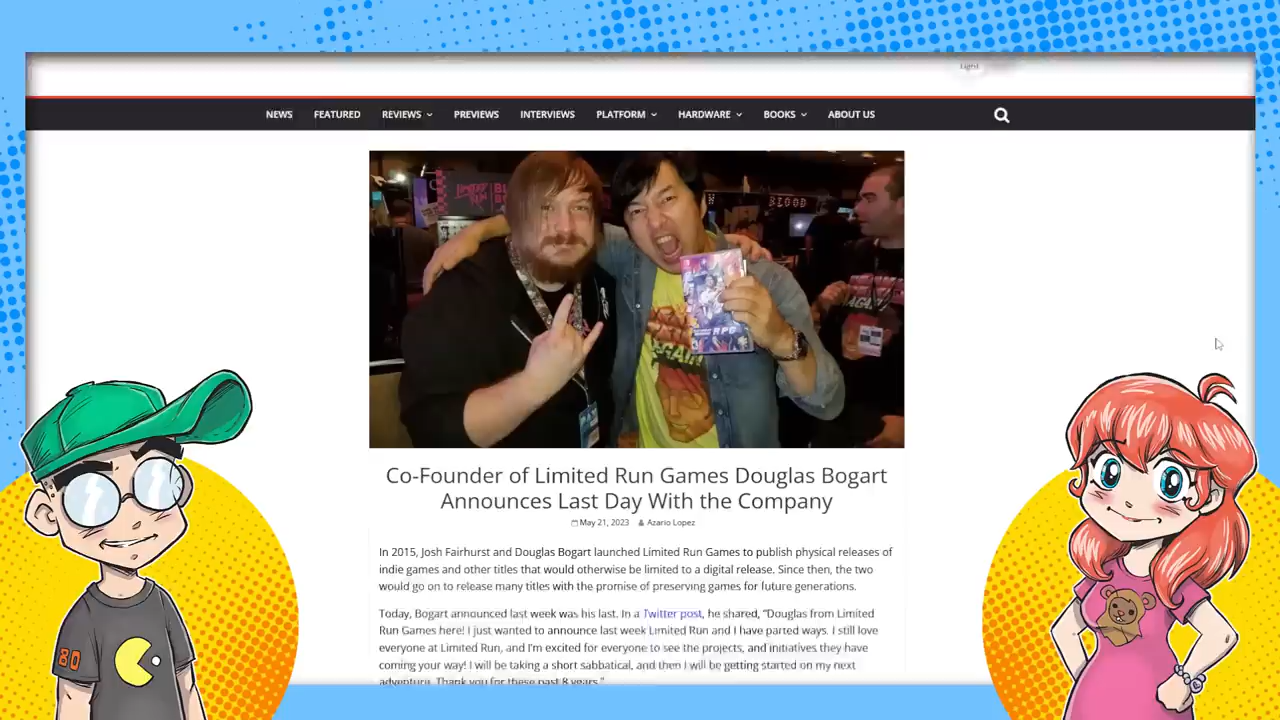 Light
NEWS FEATURED REVIEWS PREVIEWS INTERVIEWS PLATFORM HARDWARE BOOKS ABOUT US
LIMITED
RUN
BLOOD
AGAIN
RPG
AGAIN
Co-Founder of Limited Run Games Douglas Bogart
Announces Last Day With the Company
May 21, 2023 Azario Lopez
In 2015, Josh Fairhurst and Douglas Bogart launched Limited Run Games to publish physical releases of
indie games and other titles that would otherwise be limited to a digital release. Since then, the two
would go on to release many titles with the promise of preserving games for future generations.
Today, Bogart announced last week was his last. In a Twitter post, he shared, “Douglas from Limited
Run Games here! I just wanted to announce last week Limited Run and I have parted ways. I still love
everyone at Limited Run, and I'm excited for everyone to see the projects, and initiatives they have
coming your way! I will be taking a short sabbatical, and then I will be getting started on my next
adventure. Thank you for these past 8 years.”
80